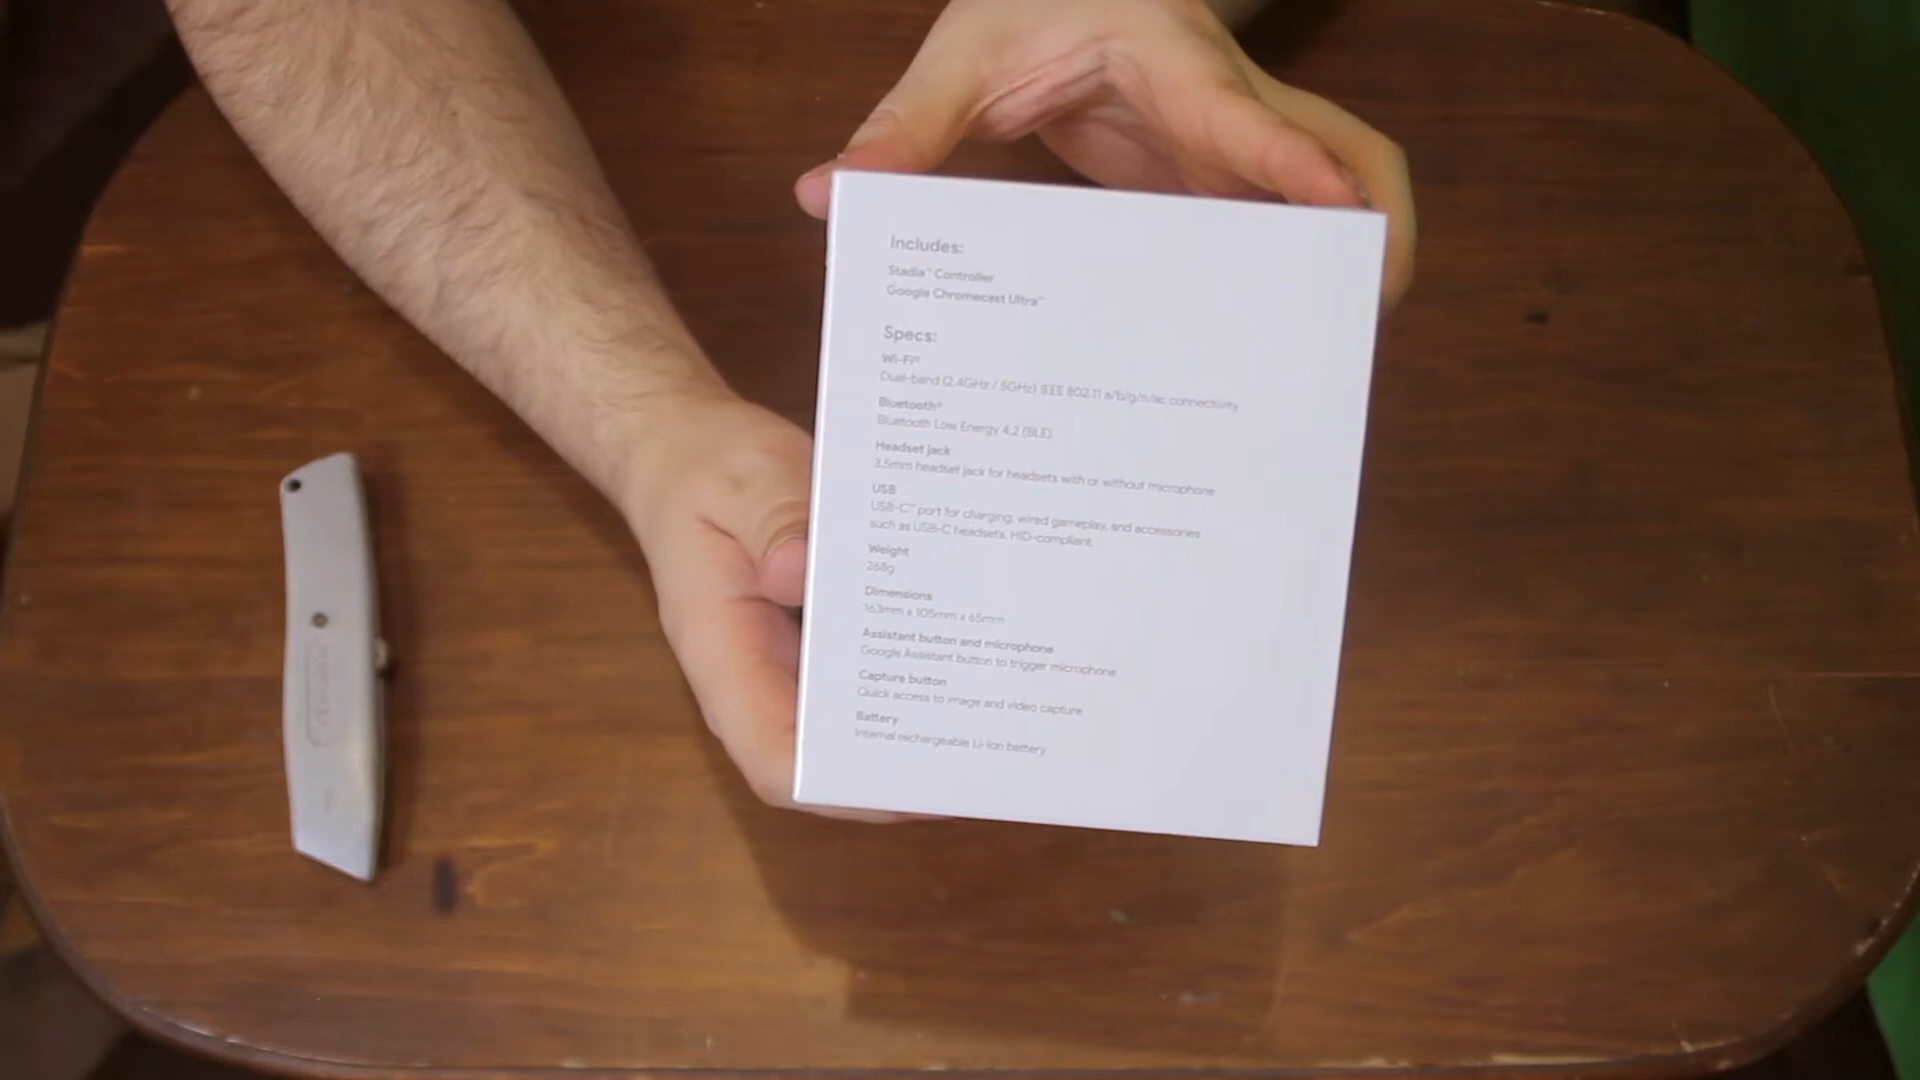 Includes:
Stadia™ Controller
Google Chromecast Ultra™
Specs:
Wi-Fi®
Dual-band (2.4GHz / 5GHz) IEEE 802.11 a/b/g/n/ac connectivity
Bluetooth®
Bluetooth Low Energy 4.2 (BLE)
Headset jack
3.5mm headset jack for headsets with or without microphone
USB
USB-C™ port for charging, wired gameplay, and accessories
such as USB-C headsets. HID-compliant.
Weight
268g
Dimensions
163mm x 105mm x 65mm
Assistant button and microphone
Google Assistant button to trigger microphone
Capture button
Quick access to image and video capture
Battery
Internal rechargeable Li-Ion battery